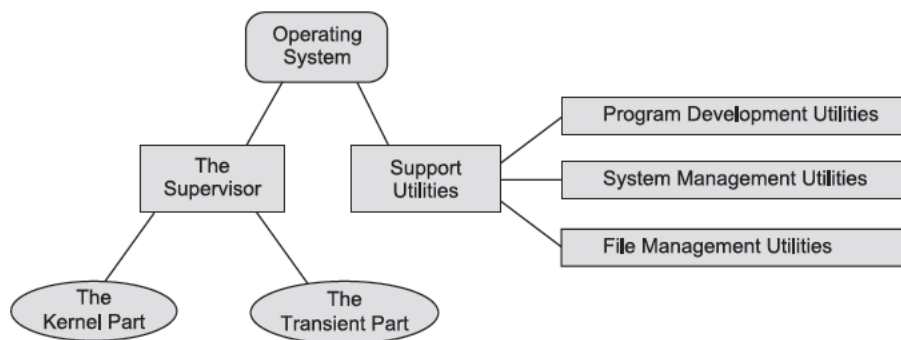 Operating
System
The
Supervisor
Support
Utilities
Program Development Utilities
System Management Utilities
File Management Utilities
The
Kernel Part
The
Transient Part